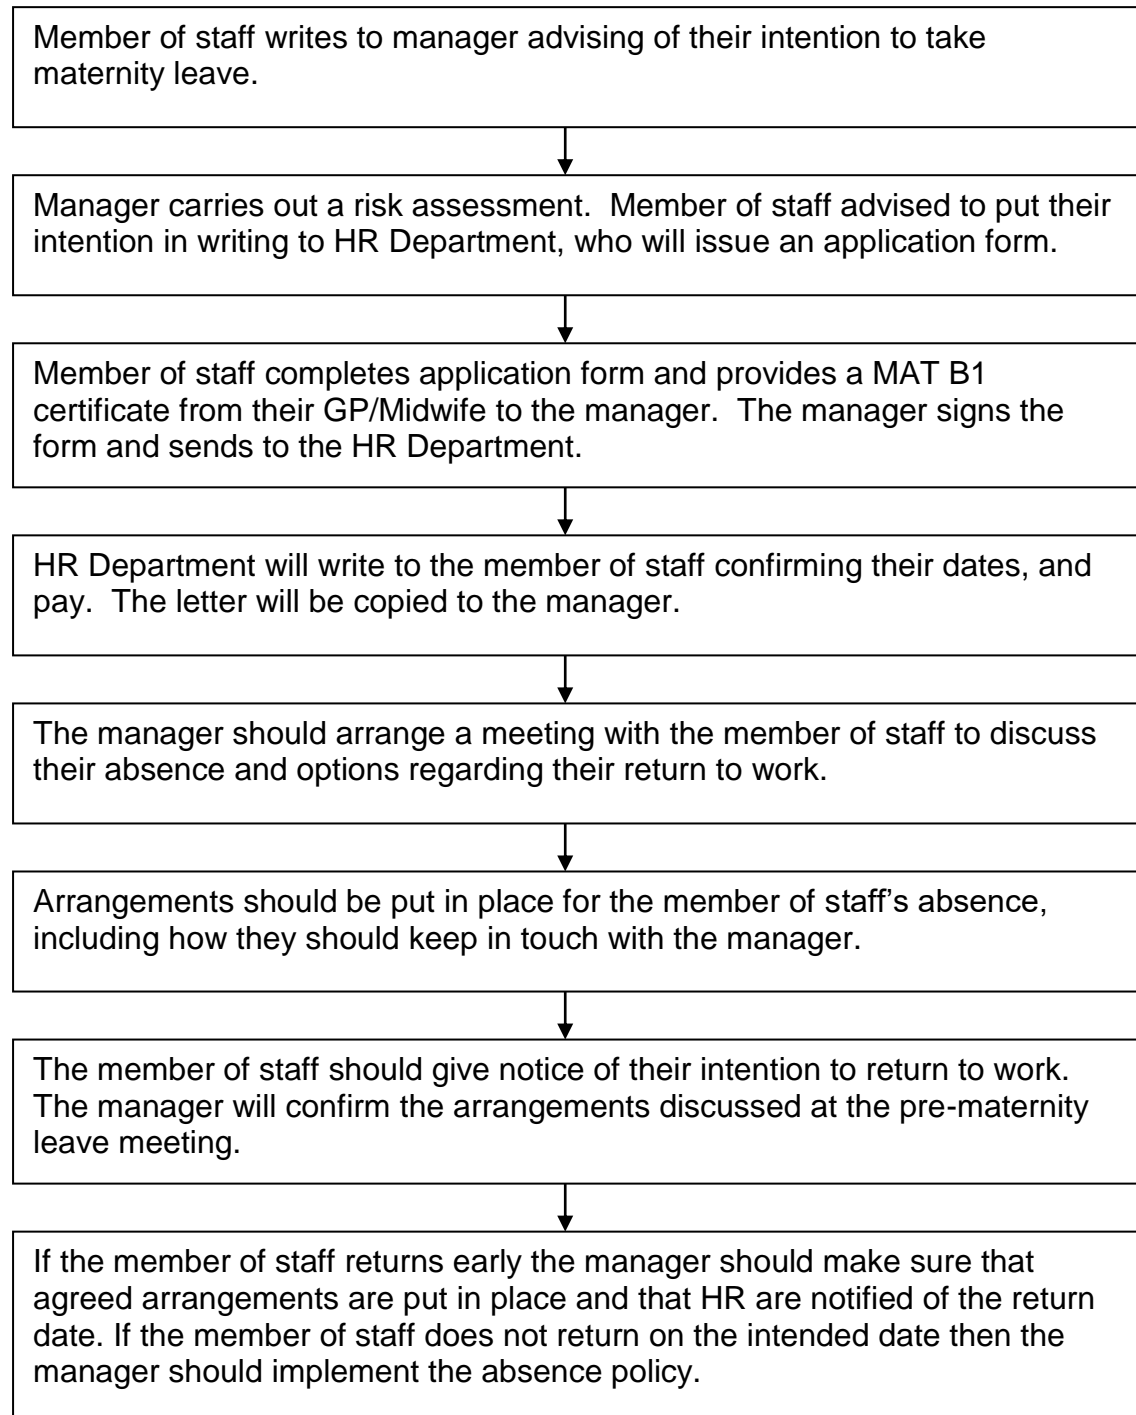 Member of staff writes to manager advising of their intention to take
maternity leave.
Manager carries out a risk assessment.  Member of staff advised to put their
intention in writing to HR Department, who will issue an application form.
Member of staff completes application form and provides a MAT B1
certificate from their GP/Midwife to the manager.  The manager signs the
form and sends to the HR Department.
HR Department will write to the member of staff confirming their dates, and
pay.  The letter will be copied to the manager.
The manager should arrange a meeting with the member of staff to discuss
their absence and options regarding their return to work.
Arrangements should be put in place for the member of staff’s absence,
including how they should keep in touch with the manager.
The member of staff should give notice of their intention to return to work.
The manager will confirm the arrangements discussed at the pre-maternity
leave meeting.
If the member of staff returns early the manager should make sure that
agreed arrangements are put in place and that HR are notified of the return
date. If the member of staff does not return on the intended date then the
manager should implement the absence policy.